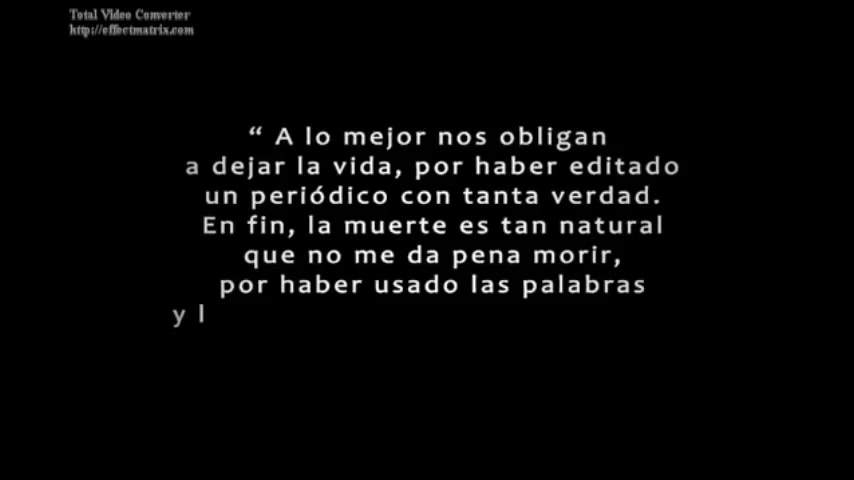 Total Video Converter
http://effectmatrix.com
“ A lo mejor nos obligan
a dejar la vida, por haber editado
un periódico con tanta verdad.
En fin, la muerte es tan natural
que no me da pena morir,
por haber usado las palabras
y l